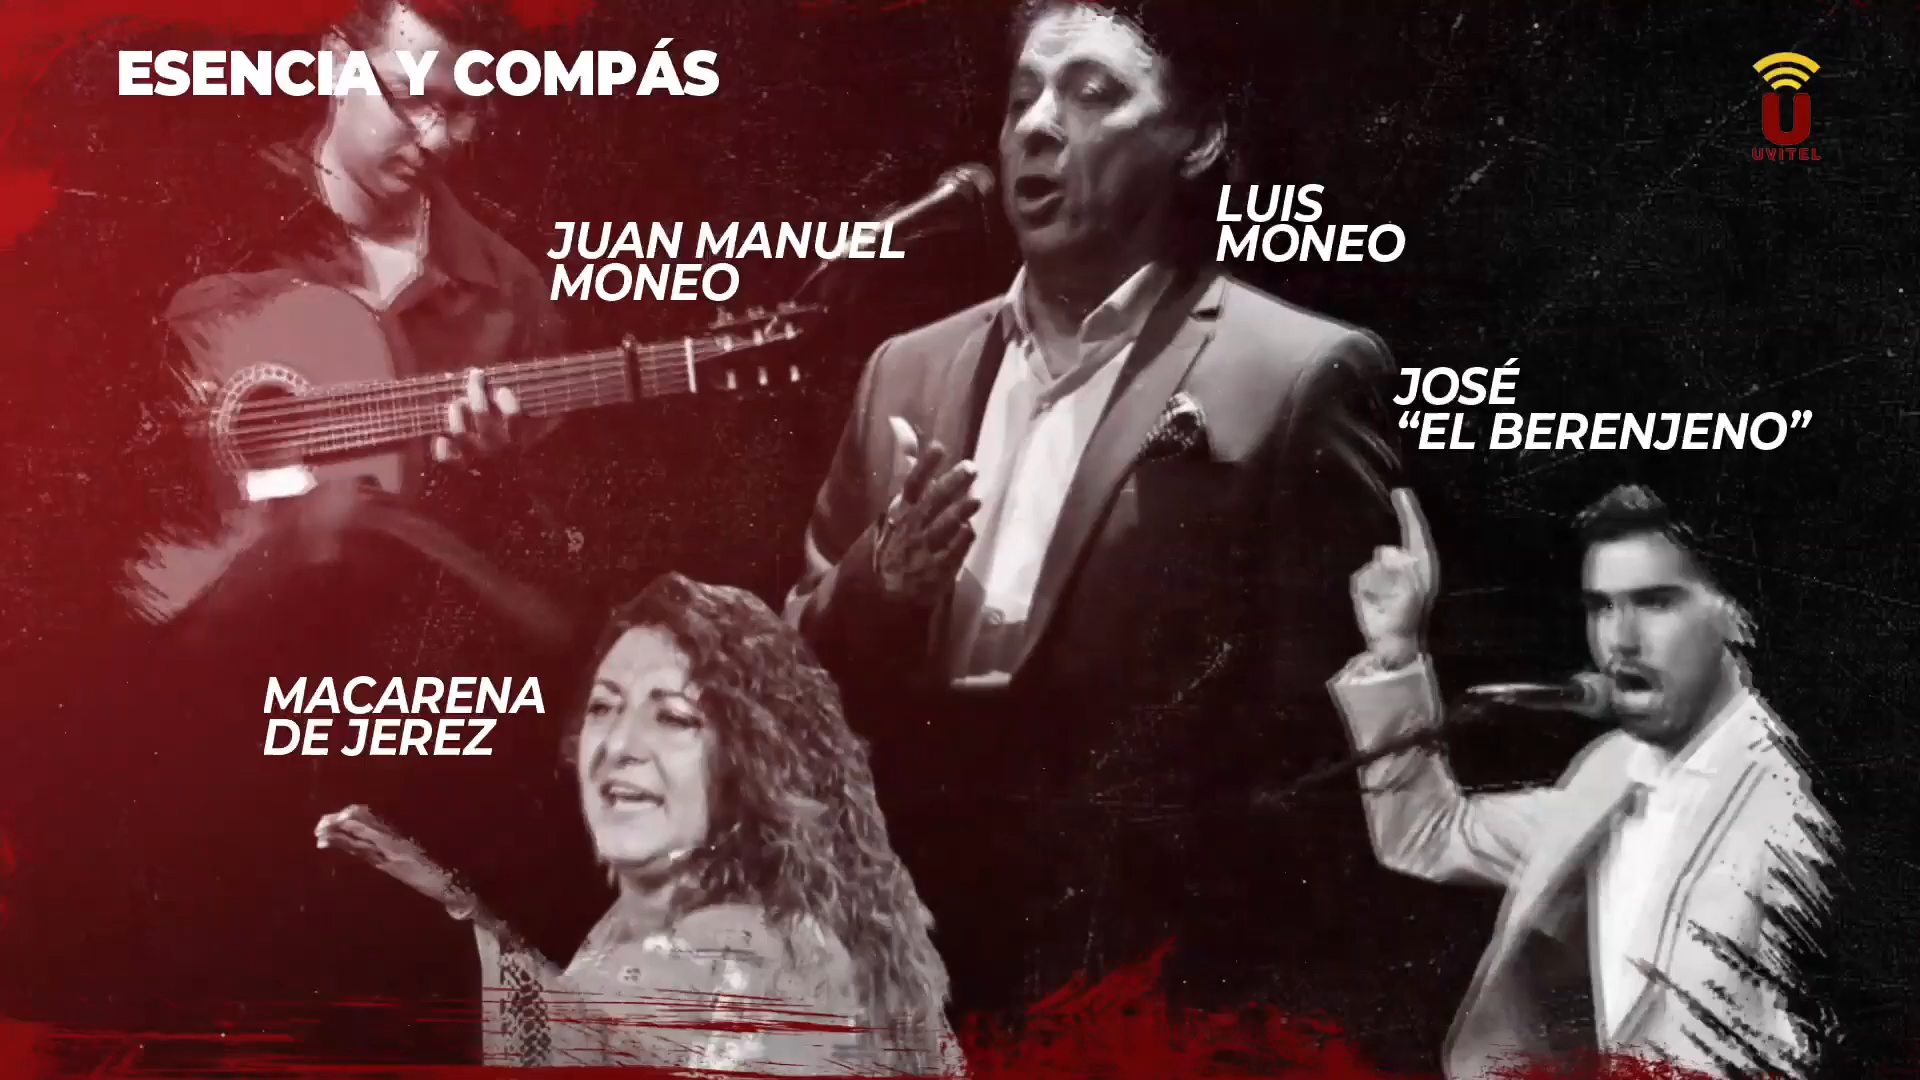 ESENCIA Y COMPÁS
U
UVITEL
LUIS
MONEO
JUAN MANUEL
MONEO
JOSÉ
“EL BERENJENO”
MACARENA
DE JEREZ